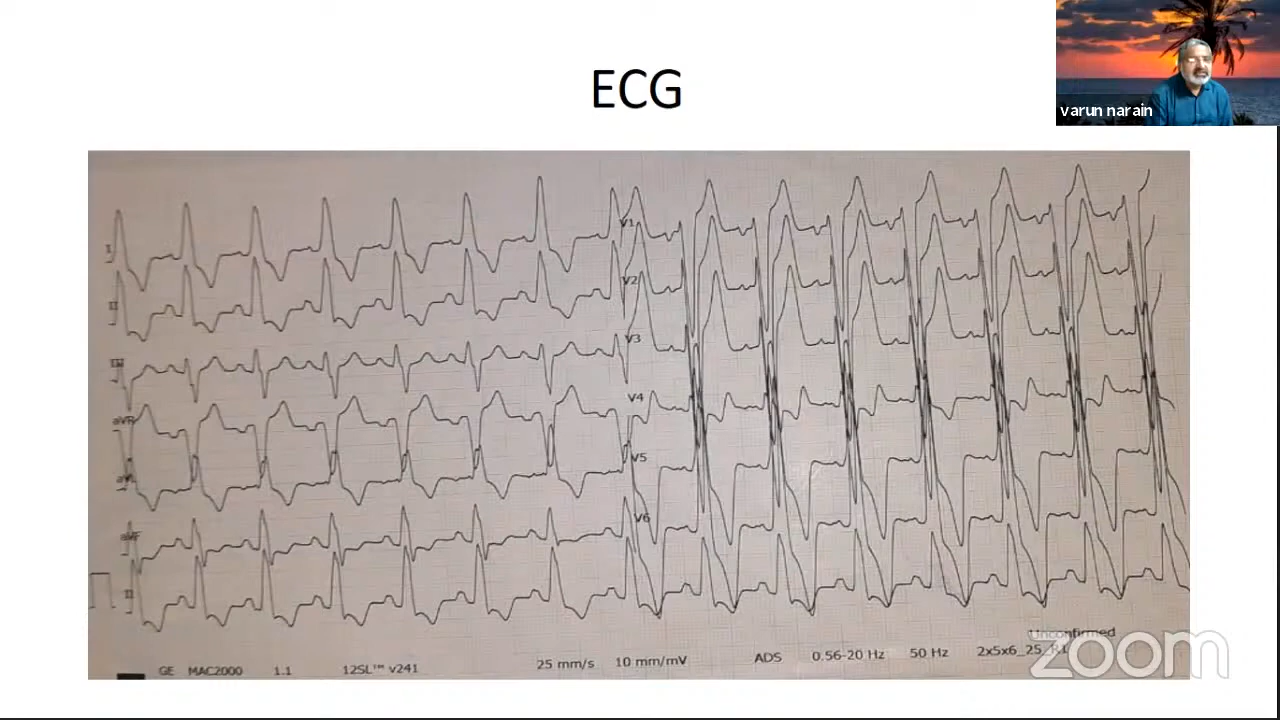 ECG
varun narain
I
II
III
aVR
aVL
aVF
II
V1
V2
V3
V4
V5
V6
Unconfirmed
GE MAC2000 1.1 12SL™ v241 25 mm/s 10 mm/mV ADS 0.56-20 Hz 50 Hz 2x5x6_25_R1
zoom